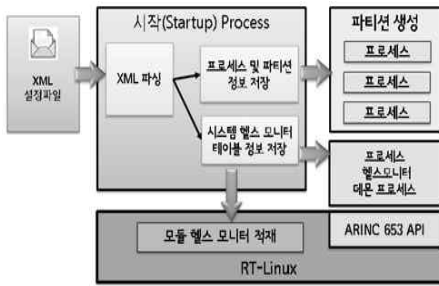 시작(Startup) Process
파티션 생성
XML
설정파일
XML 파싱
프로세스 및 파티션
정보 저장
시스템 헬스 모니터
테이블 정보 저장
프로세스
프로세스
프로세스
프로세스
헬스모니터
데몬 프로세스
모듈 헬스 모니터 적재
ARINC 653 API
RT-Linux